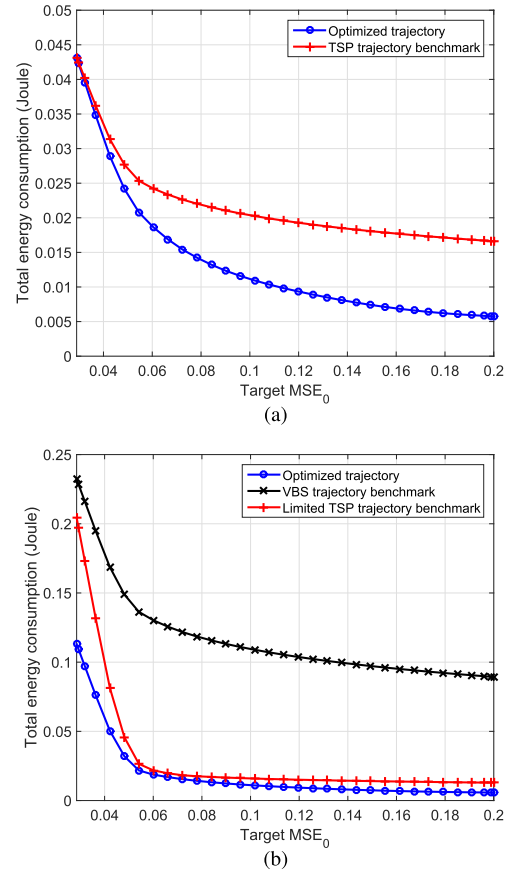 0.05
0.045
0.04
0.035
0.03
0.025
0.02
0.015
0.01
0.005
0
Total energy consumption (Joule)
Optimized trajectory
TSP trajectory benchmark
0.04 0.06 0.08 0.1 0.12 0.14 0.16 0.18 0.2
Target MSE0
(a)
0.25
0.2
0.15
0.1
0.05
0
Total energy consumption (Joule)
Optimized trajectory
VBS trajectory benchmark
Limited TSP trajectory benchmark
0.04 0.06 0.08 0.1 0.12 0.14 0.16 0.18 0.2
Target MSE0
(b)